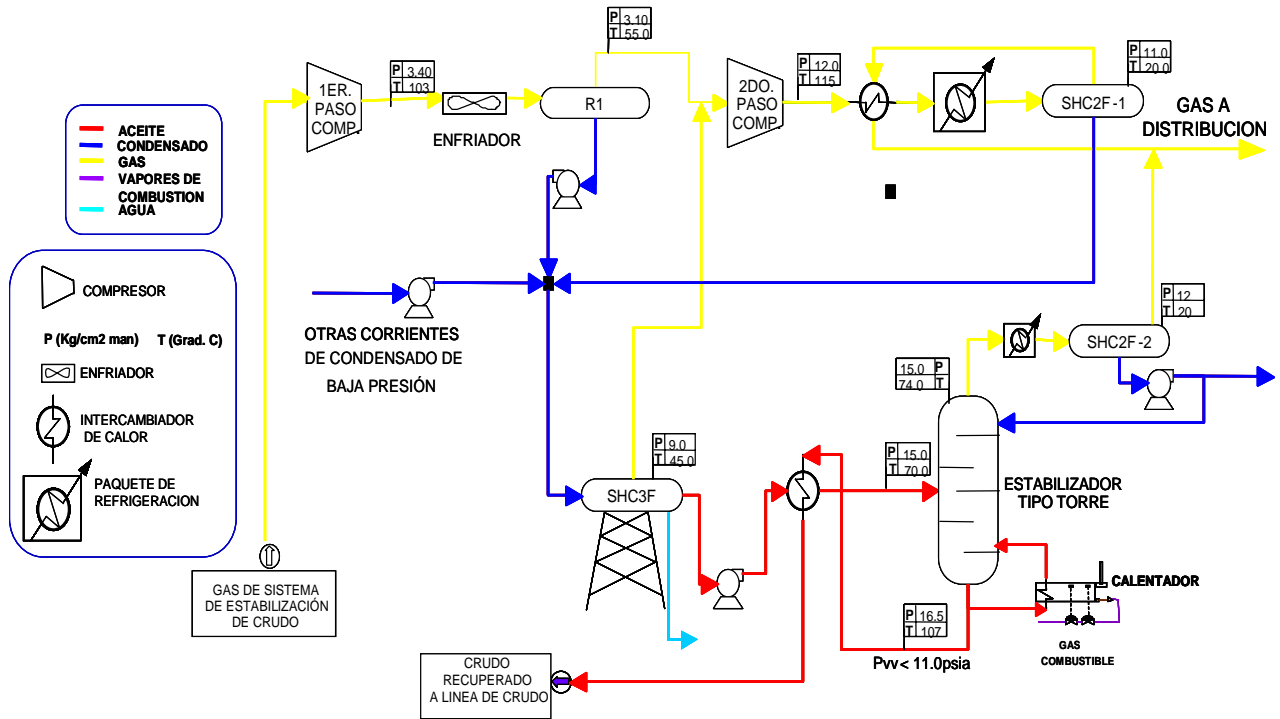 P 3.10
T 55.0
P 3.40
T 103
1ER.
PASO
COMP.
ENFRIADOR
R1
2DO.
PASO
COMP.
P 12.0
T 115
P 11.0
T 20.0
SHC2F-1
GAS A
DISTRIBUCION
ACEITE
CONDENSADO
GAS
VAPORES DE
COMBUSTION
AGUA
COMPRESOR
P (Kg/cm2 man) T (Grad. C)
ENFRIADOR
INTERCAMBIADOR
DE CALOR
PAQUETE DE
REFRIGERACION
OTRAS CORRIENTES
DE CONDENSADO DE
BAJA PRESIÓN
P 12
T 20
SHC2F-2
15.0 P
74.0 T
P 9.0
T 45.0
SHC3F
P 15.0
T 70.0
ESTABILIZADOR
TIPO TORRE
CALENTADOR
GAS
COMBUSTIBLE
P 16.5
T 107
Pvv< 11.0psia
GAS DE SISTEMA
DE ESTABILIZACIÓN
DE CRUDO
CRUDO
RECUPERADO
A LINEA DE CRUDO